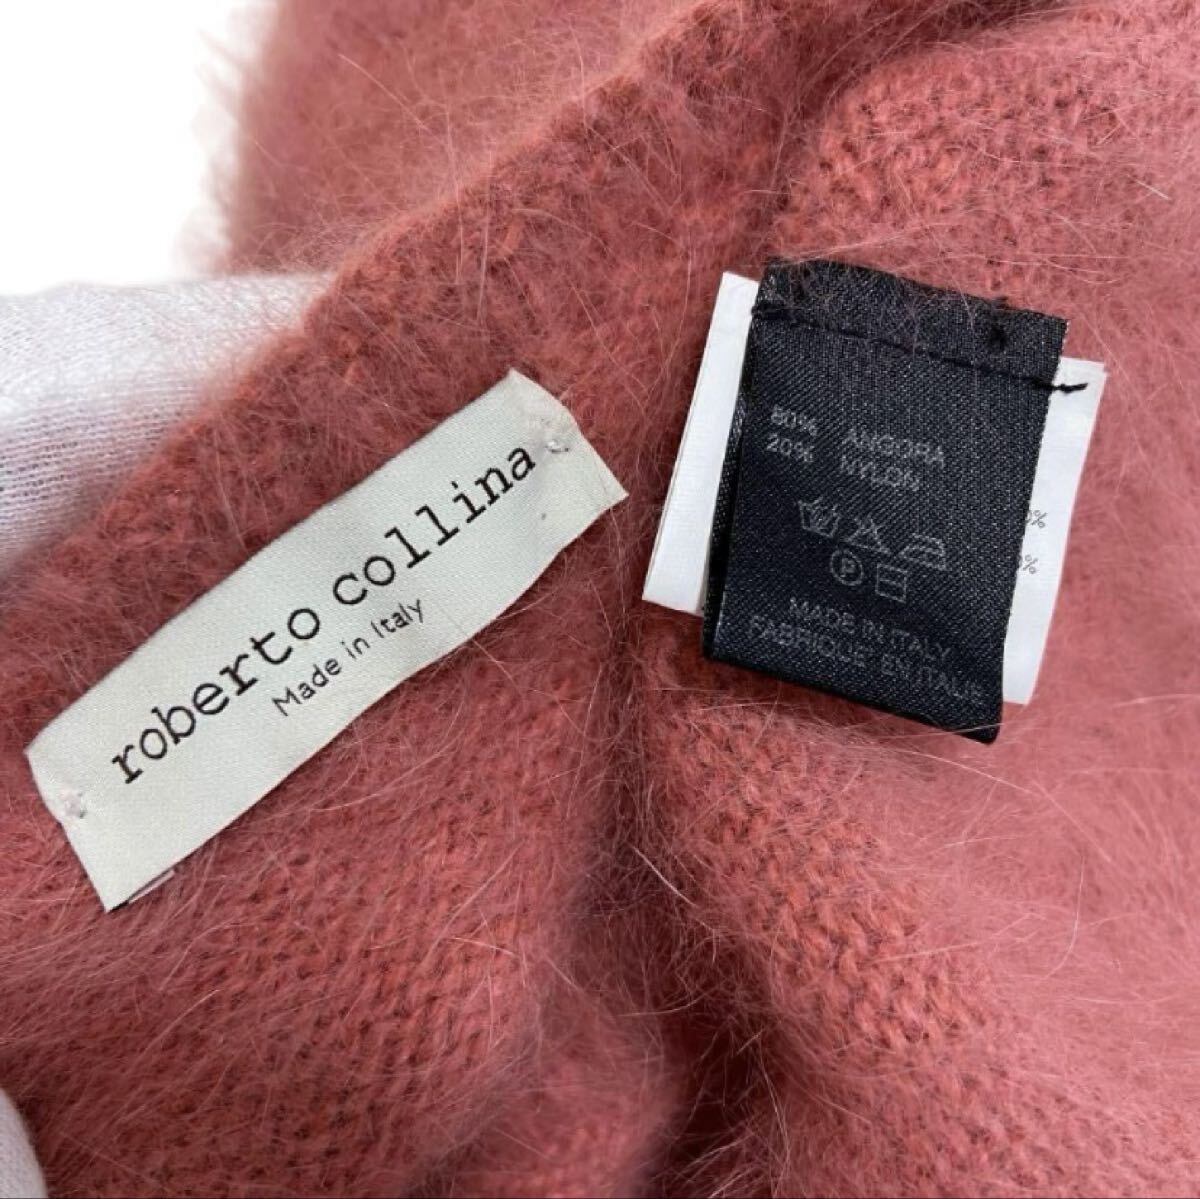 roberto collina
Made in Italy
80% ANGORA
20% NYLON
P
MADE IN ITALY
FABRIQUE EN ITALIE
%
%